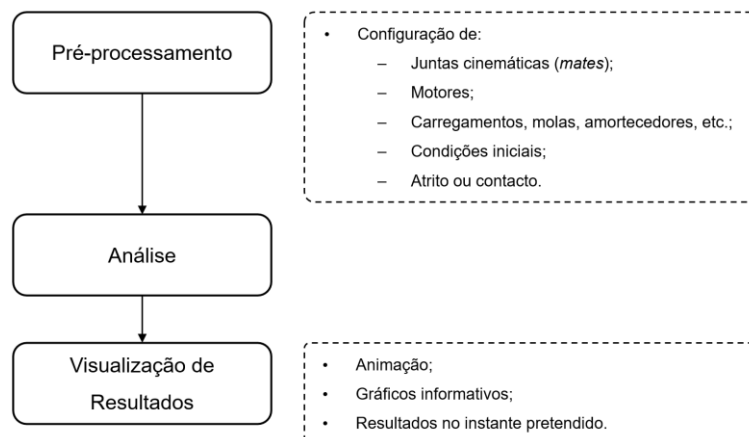 Pré-processamento
• Configuração de:
– Juntas cinemáticas (mates);
– Motores;
– Carregamentos, molas, amortecedores, etc.;
– Condições iniciais;
– Atrito ou contacto.
Análise
Visualização de
Resultados
• Animação;
• Gráficos informativos;
• Resultados no instante pretendido.